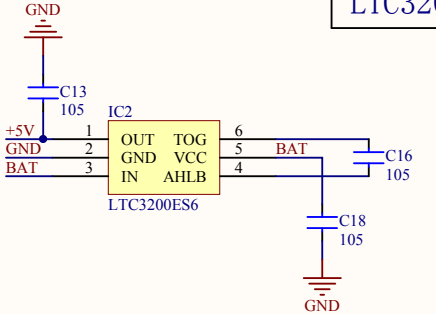 GND
LTC320
C13
105
IC2
+5V
1
OUT
TOG
6
GND
2
GND
VCC
5
BAT
BAT
3
IN
AHLB
4
C16
105
LTC3200ES6
C18
105
GND